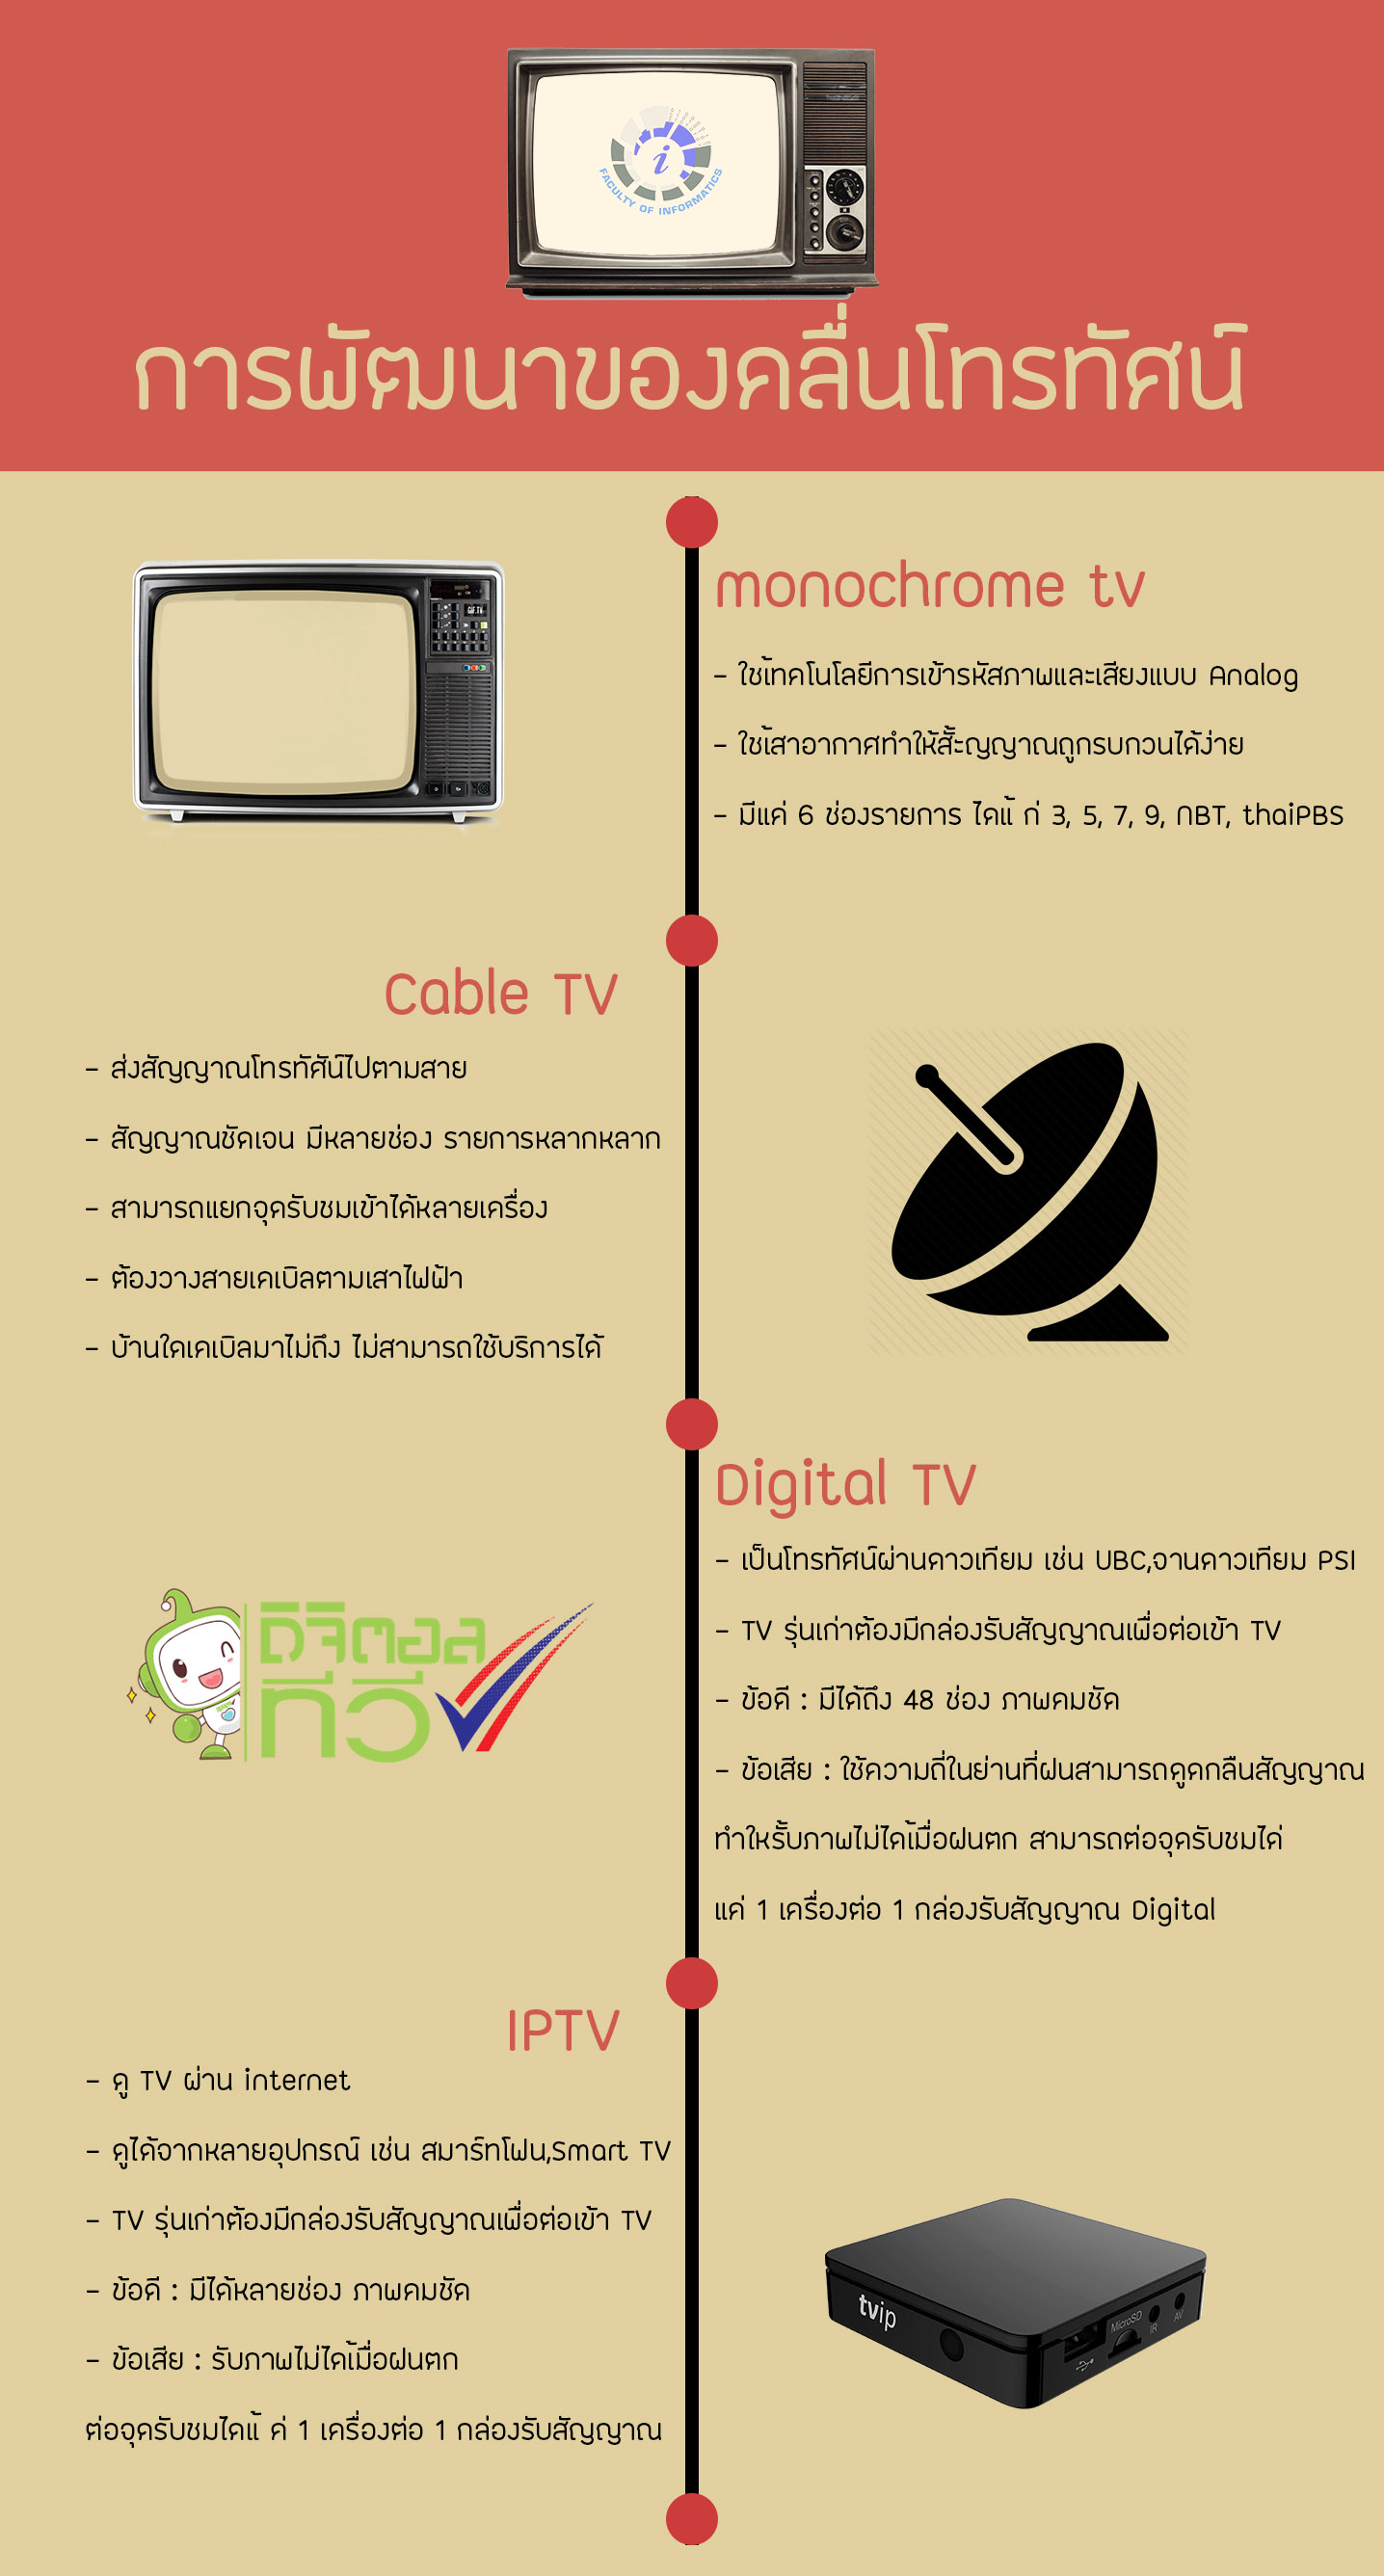 FACULTY OF INFORMATICS
i
การพัฒนาของคลื่นโทรทัศน์
monochrome tv
- ใช้เทคโนโลยีการเข้ารหัสภาพและเสียงแบบ Analog
- ใช้เสาอากาศทำให้สั้ะญญาณถูกรบกวนได้ง่าย
- มีแค่ 6 ช่องรายการ ได้แ ก่ 3, 5, 7, 9, NBT, thaiPBS
Cable TV
- ส่งสัญญาณโทรทัศัน์ไปตามสาย
- สัญญาณชัดเจน มีหลายช่อง รายการหลากหลาก
- สามารถแยกจุดรับชมเข้าได้หลายเครื่อง
- ต้องวางสายเคเบิลตามเสาไฟฟ้า
- บ้านใดเคเบิลมาไม่ถึง ไม่สามารถใช้บริการได้
Digital TV
- เป็นโทรทัศน์ผ่านดาวเทียม เช่น UBC,จานดาวเทียม PSI
- TV รุ่นเก่าต้องมีกล่องรับสัญญาณเพื่อต่อเข้า TV
- ข้อดี : มีได้ถึง 48 ช่อง ภาพคมชัด
- ข้อเสีย : ใช้ความถี่ในย่านที่ฝนสามารถดูดกลืนสัญญาณ
ทำให้รับภาพไม่ได้เมื่อฝนตก สามารถต่อจุดรับชมได่
แค่ 1 เครื่องต่อ 1 กล่องรับสัญญาณ Digital
ดิจิตอล
ทีวี
IPTV
- ดู TV ผ่าน internet
- ดูได้จากหลายอุปกรณ์ เช่น สมาร์ทโฟน,Smart TV
- TV รุ่นเก่าต้องมีกล่องรับสัญญาณเพื่อต่อเข้า TV
- ข้อดี : มีได้หลายช่อง ภาพคมชัด
- ข้อเสีย : รับภาพไม่ได้เมื่อฝนตก
ต่อจุดรับชมได้แ ค่ 1 เครื่องต่อ 1 กล่องรับสัญญาณ
tvip
MicroSD IR AV